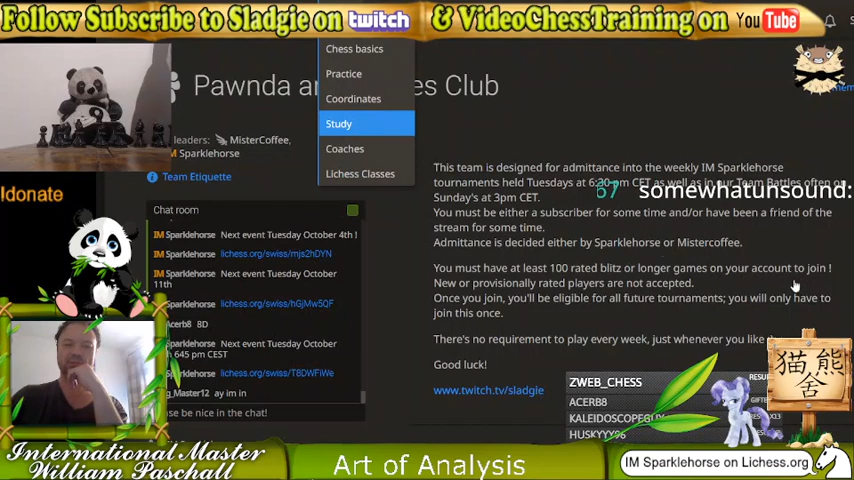 Follow Subscribe to Sladgie on twitch & VideoChessTraining on YouTube
Chess basics
Practice
Coordinates
Study
Coaches
Lichess Classes
Pawnda an
es Club
leaders: MisterCoffee,
IM Sparklehorse
Team Etiquette
!donate
Chat room
IM Sparklehorse Next event Tuesday October 4th !
IM Sparklehorse lichess.org/swiss/mjs2hDYN
IM Sparklehorse Next event Tuesday October
11th
IM Sparklehorse lichess.org/swiss/hGjMw5QF
Acerb8 8D
Next event Tuesday October
th 645 pm CEST
lichess.org/swiss/T8DWFiWe
g_Master12 ay im in
se be nice in the chat!
This team is designed for admittance into the weekly IM Sparklehorse
tournaments held Tuesdays at 6:30 pm CET as well as in our Team Battles often on
Sunday's at 3pm CET.
somewhatunsound:
You must be either a subscriber for some time and/or have been a friend of the
stream for some time.
Admittance is decided either by Sparklehorse or Mistercoffee.
You must have at least 100 rated blitz or longer games on your account to join !
New or provisionally rated players are not accepted.
Once you join, you'll be eligible for all future tournaments; you will only have to
join this once.
There's no requirement to play every week, just whenever you like
Good luck!
www.twitch.tv/sladgie
ZWEB_CHESS
RESU
ACERB8
GIFTE
KALEIDOSCOPEGUY
X13
HUSKYY96
猫熊
舍
International Master
William Paschall
Art of Analysis
IM Sparklehorse on Lichess.org